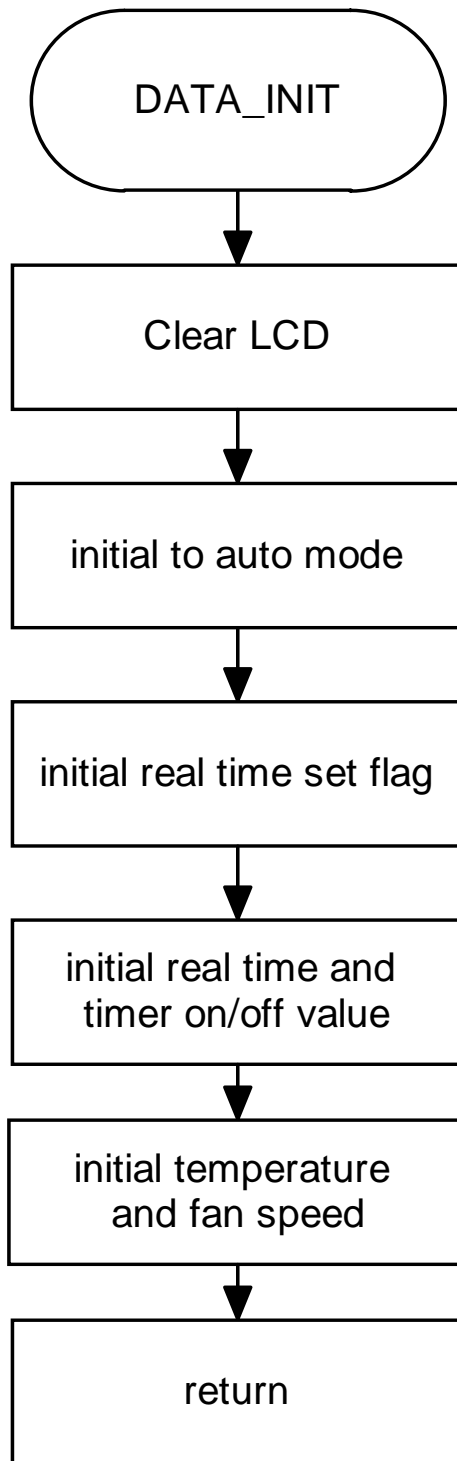 DATA_INIT
Clear LCD
initial to auto mode
initial real time set flag
initial real time and
timer on/off value
initial temperature
and fan speed
return